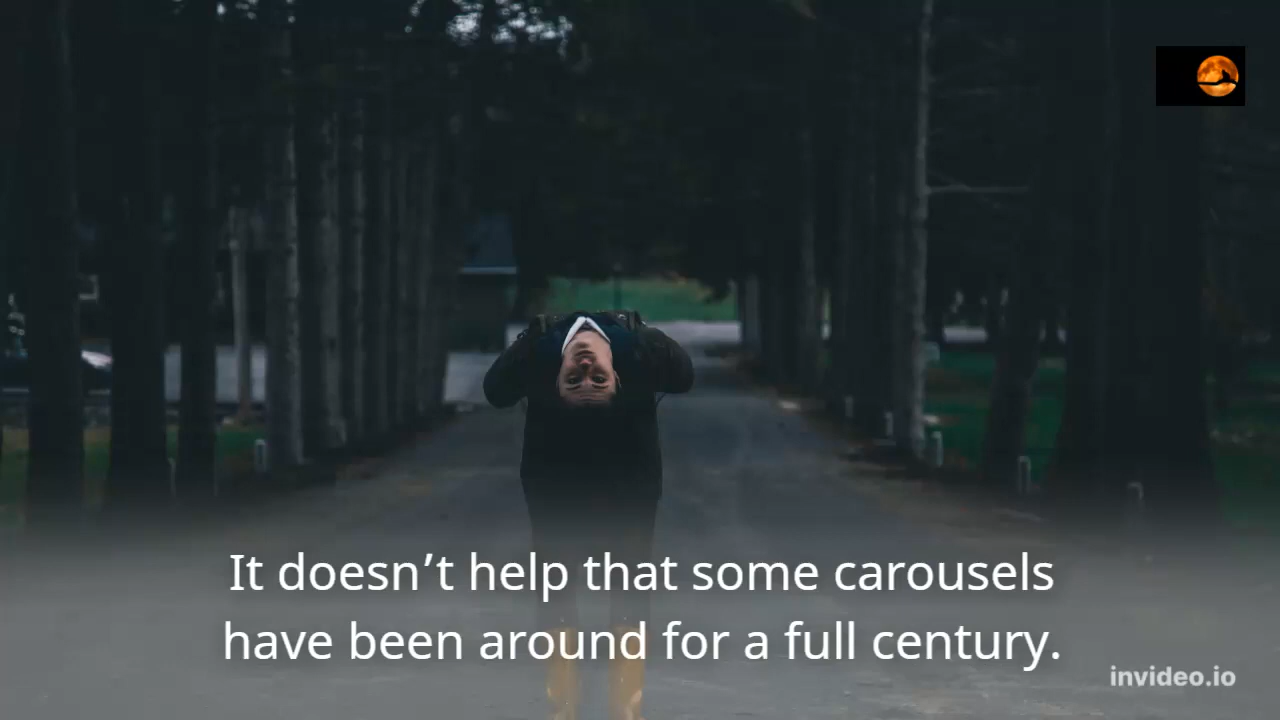 It doesn’t help that some carousels
have been around for a full century.
invideo.io